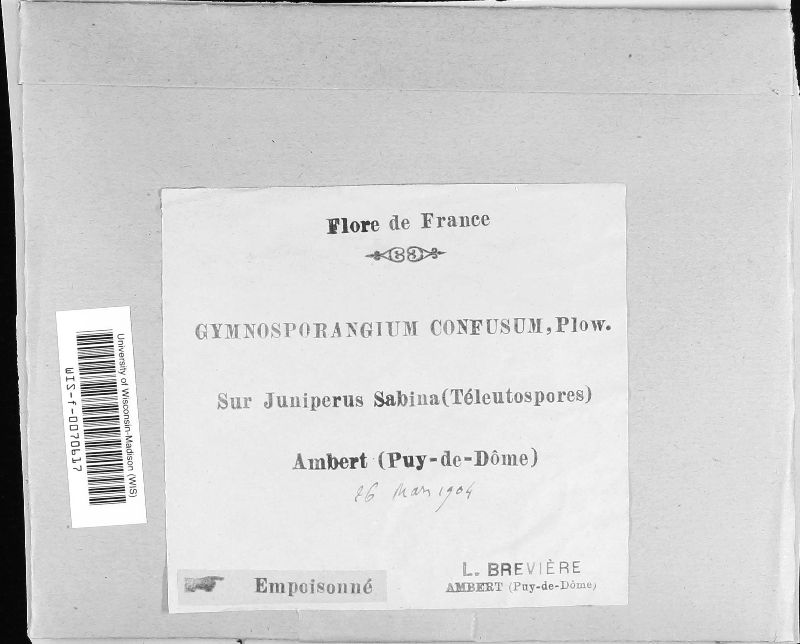 Flore de France
GYMNOSPORANGIUM CONFUSUM, Plow.
Sur Juniperus Sabina (Téleutospores)
Ambert (Puy-de-Dôme)
26 Mars 1904
Empoisonné
L. BREVIÈRE
AMBERT (Puy-de-Dôme)
University of Wisconsin-Madison (WIS)
WIS-f-0070617